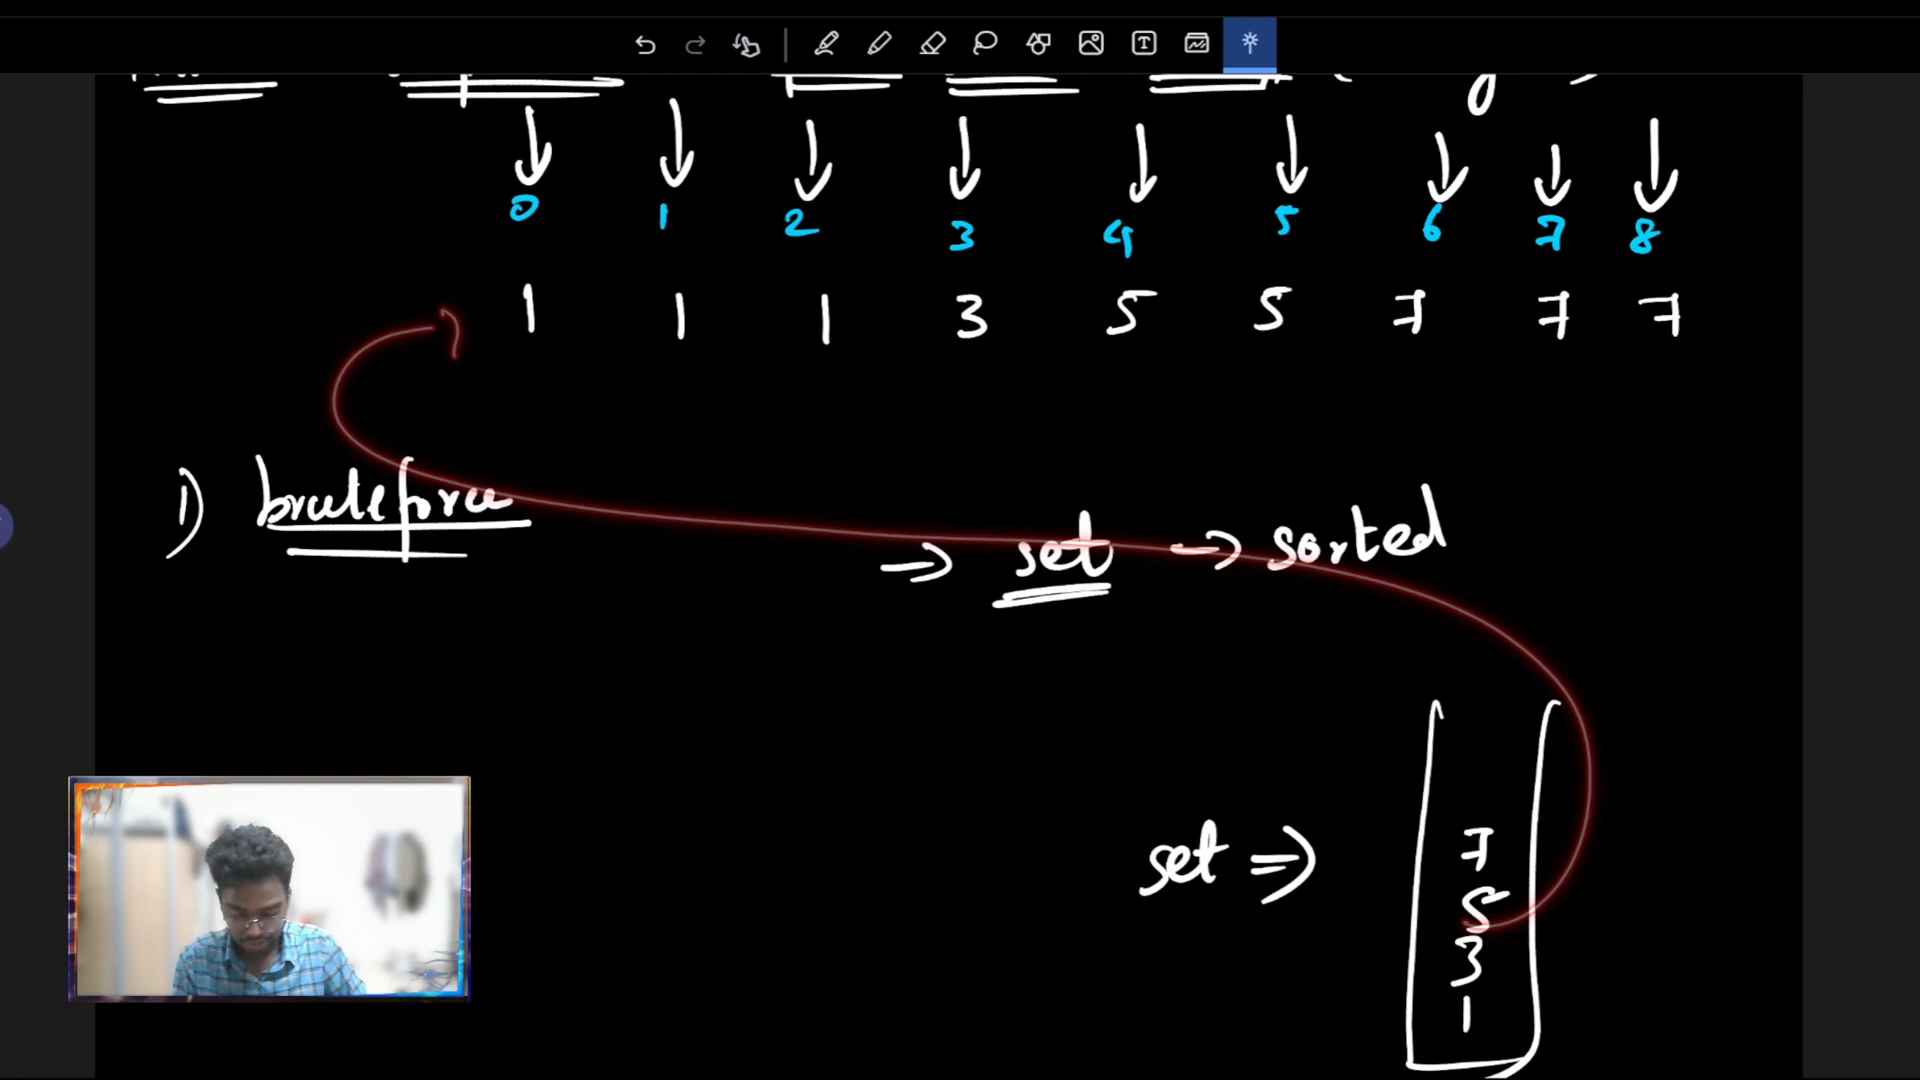 0 1 2 3 4 5 6 7 8
1 1 1 3 5 5 7 7 7
1) bruteforce
→ set → sorted
7
set ⇒ 5
3
1